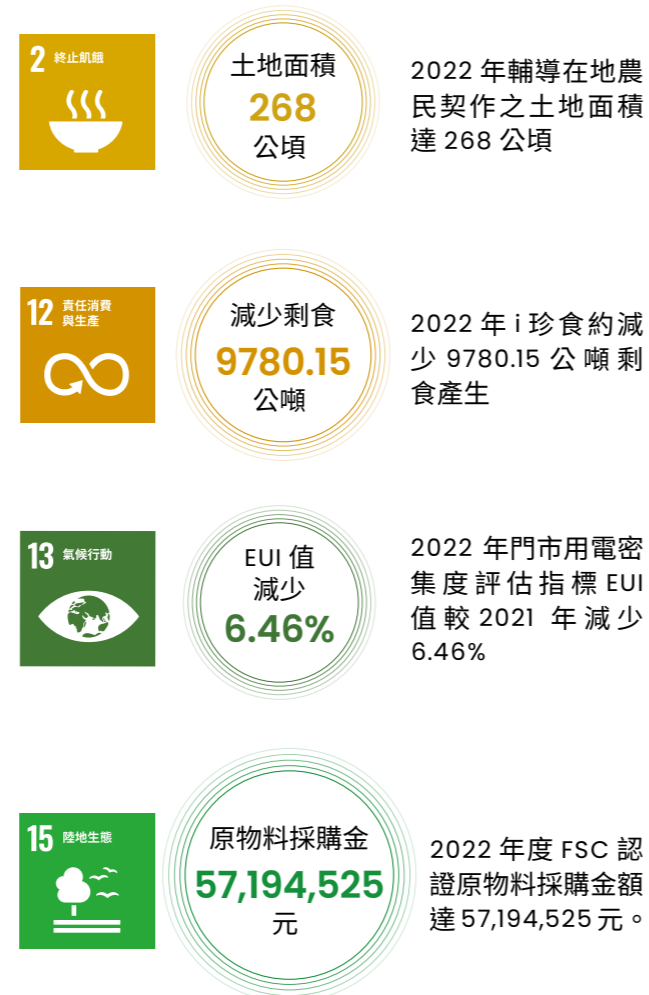 2 終止飢餓
土地面積
268
公頃
2022 年輔導在地農
民契作之土地面積
達 268 公頃
12 責任消費
與生產
減少剩食
9780.15
公噸
2022 年 i 珍食約減
少 9780.15 公噸剩
食產生
13 氣候行動
EUI 值
減少
6.46%
2022 年門市用電密
集度評估指標 EUI
值較 2021 年減少
6.46%
15 陸地生態
原物料採購金
57,194,525
元
2022 年度 FSC 認
證原物料採購金額
達 57,194,525 元。